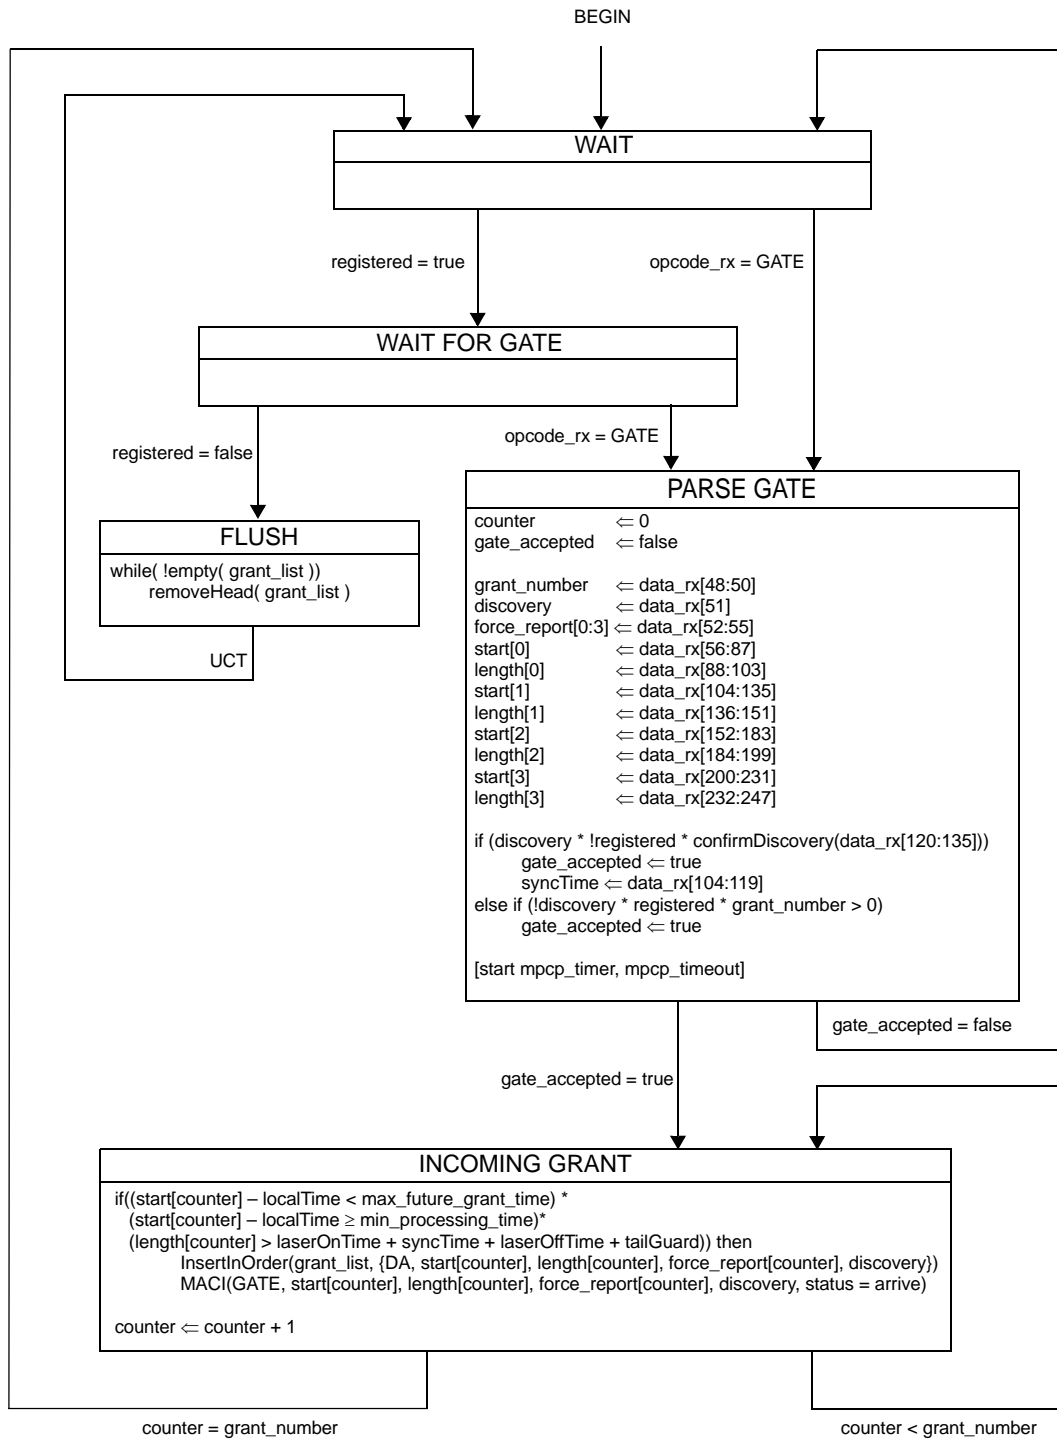 BEGIN
WAIT
registered = true
opcode_rx = GATE
WAIT FOR GATE
registered = false
opcode_rx = GATE
FLUSH
while( !empty( grant_list ))
removeHead( grant_list )
UCT
PARSE GATE
counter ⇐ 0
gate_accepted ⇐ false
grant_number ⇐ data_rx[48:50]
discovery ⇐ data_rx[51]
force_report[0:3] ⇐ data_rx[52:55]
start[0] ⇐ data_rx[56:87]
length[0] ⇐ data_rx[88:103]
start[1] ⇐ data_rx[104:135]
length[1] ⇐ data_rx[136:151]
start[2] ⇐ data_rx[152:183]
length[2] ⇐ data_rx[184:199]
start[3] ⇐ data_rx[200:231]
length[3] ⇐ data_rx[232:247]
if (discovery * !registered * confirmDiscovery(data_rx[120:135]))
gate_accepted ⇐ true
syncTime ⇐ data_rx[104:119]
else if (!discovery * registered * grant_number > 0)
gate_accepted ⇐ true
[start mpcp_timer, mpcp_timeout]
gate_accepted = false
gate_accepted = true
INCOMING GRANT
if((start[counter] – localTime < max_future_grant_time) *
(start[counter] – localTime ≥ min_processing_time)*
(length[counter] > laserOnTime + syncTime + laserOffTime + tailGuard)) then
InsertInOrder(grant_list, {DA, start[counter], length[counter], force_report[counter], discovery})
MACI(GATE, start[counter], length[counter], force_report[counter], discovery, status = arrive)
counter ⇐ counter + 1
counter = grant_number
counter < grant_number